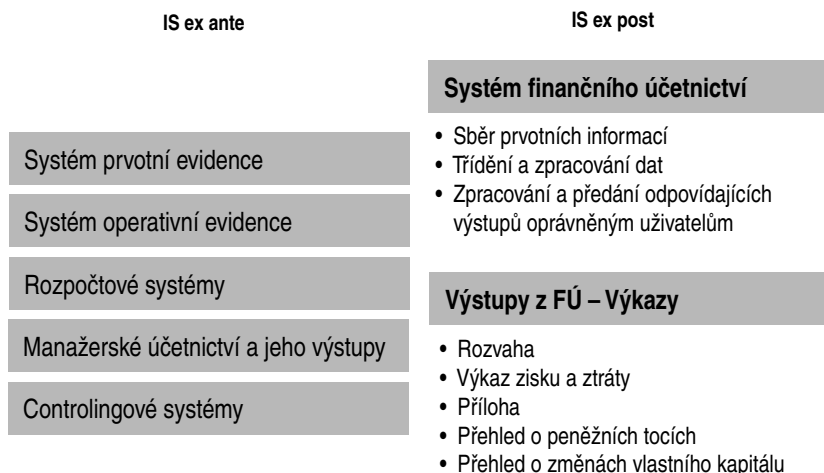 IS ex ante
Systém prvotní evidence
Systém operativní evidence
Rozpočtové systémy
Manažerské účetnictví a jeho výstupy
Controlingové systémy
IS ex post
Systém finančního účetnictví
• Sběr prvotních informací
• Třídění a zpracování dat
• Zpracování a předání odpovídajících
výstupů oprávněným uživatelům
Výstupy z FÚ – Výkazy
• Rozvaha
• Výkaz zisku a ztráty
• Příloha
• Přehled o peněžních tocích
• Přehled o změnách vlastního kapitálu